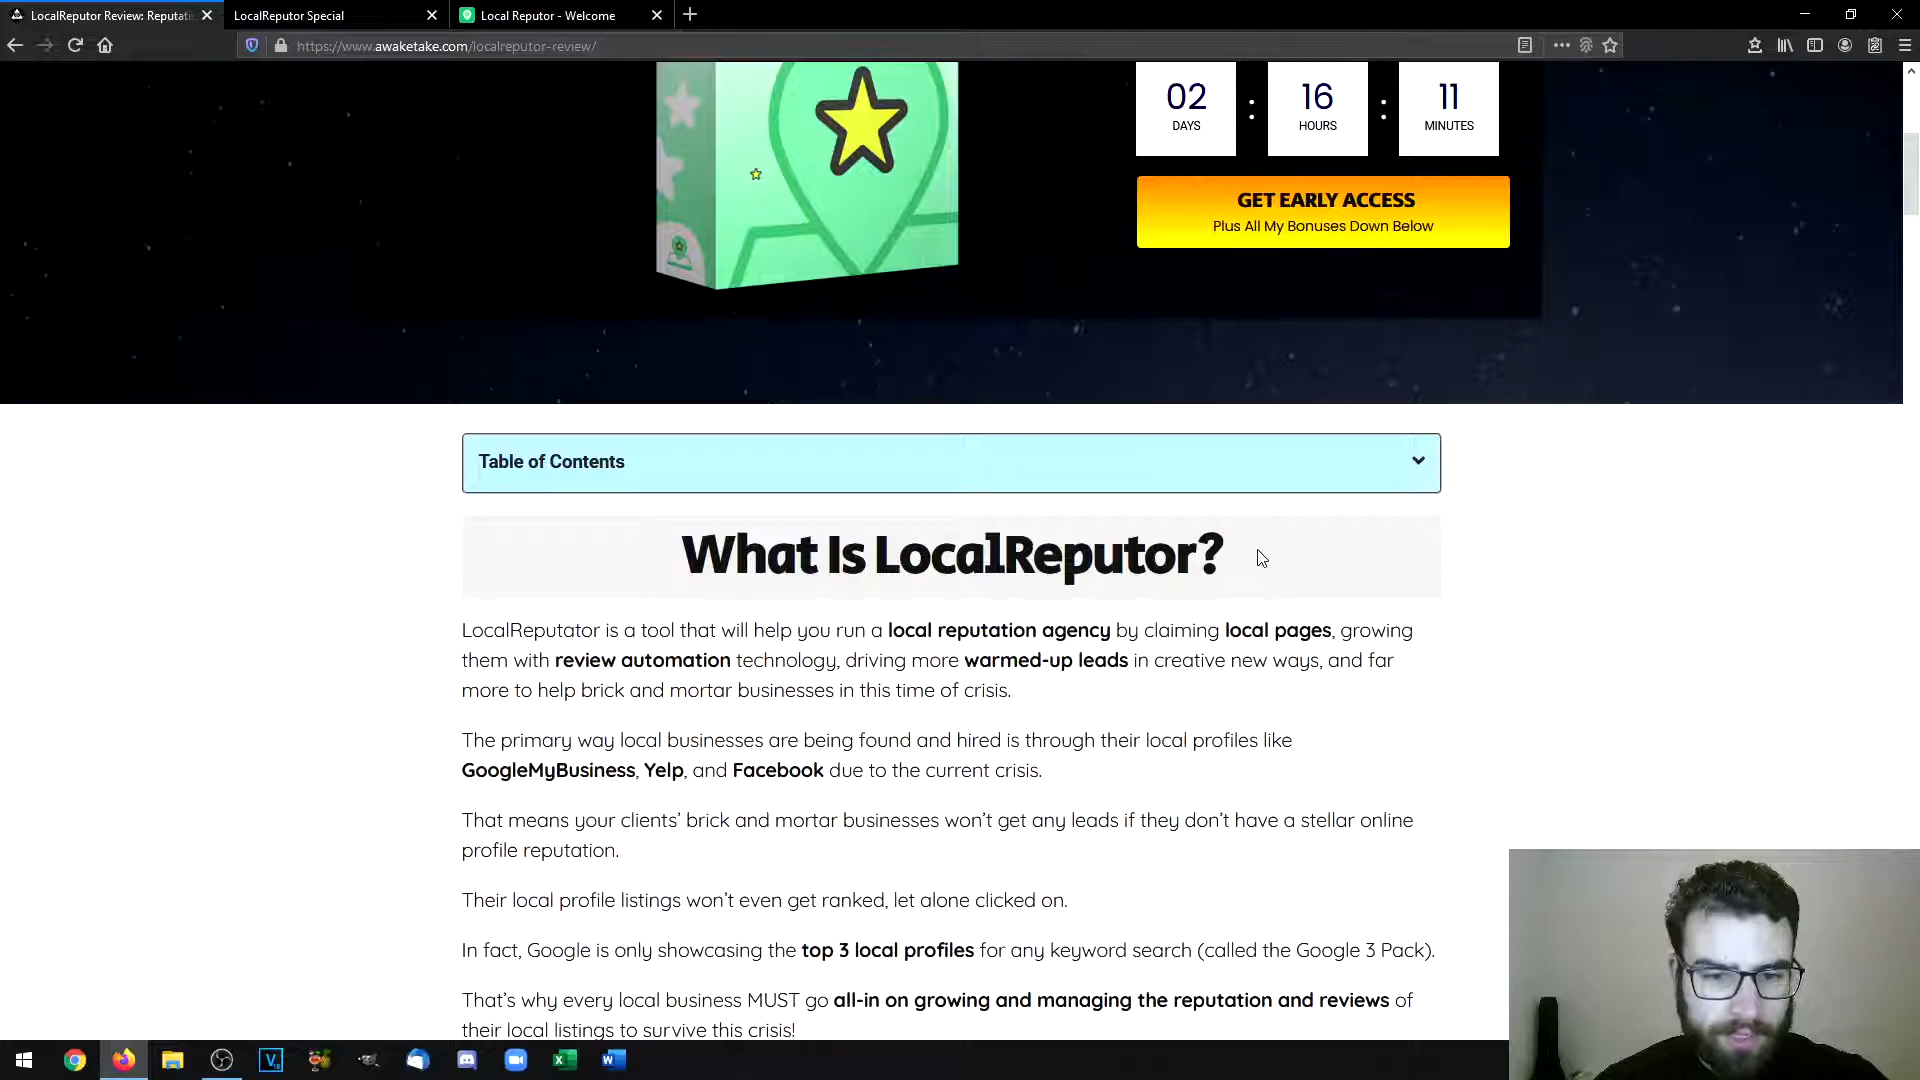 LocalReputor Review: Reputati
LocalReputor Special
Local Reputor - Welcome
https://www.awaketake.com/localreputor-review/
02
DAYS
:
16
HOURS
:
11
MINUTES
GET EARLY ACCESS
Plus All My Bonuses Down Below
Table of Contents
What Is LocalReputor?
LocalReputator is a tool that will help you run a local reputation agency by claiming local pages, growing
them with review automation technology, driving more warmed-up leads in creative new ways, and far
more to help brick and mortar businesses in this time of crisis.
The primary way local businesses are being found and hired is through their local profiles like
GoogleMyBusiness, Yelp, and Facebook due to the current crisis.
That means your clients’ brick and mortar businesses won’t get any leads if they don’t have a stellar online
profile reputation.
Their local profile listings won’t even get ranked, let alone clicked on.
In fact, Google is only showcasing the top 3 local profiles for any keyword search (called the Google 3 Pack).
That’s why every local business MUST go all-in on growing and managing the reputation and reviews of
their local listings to survive this crisis!